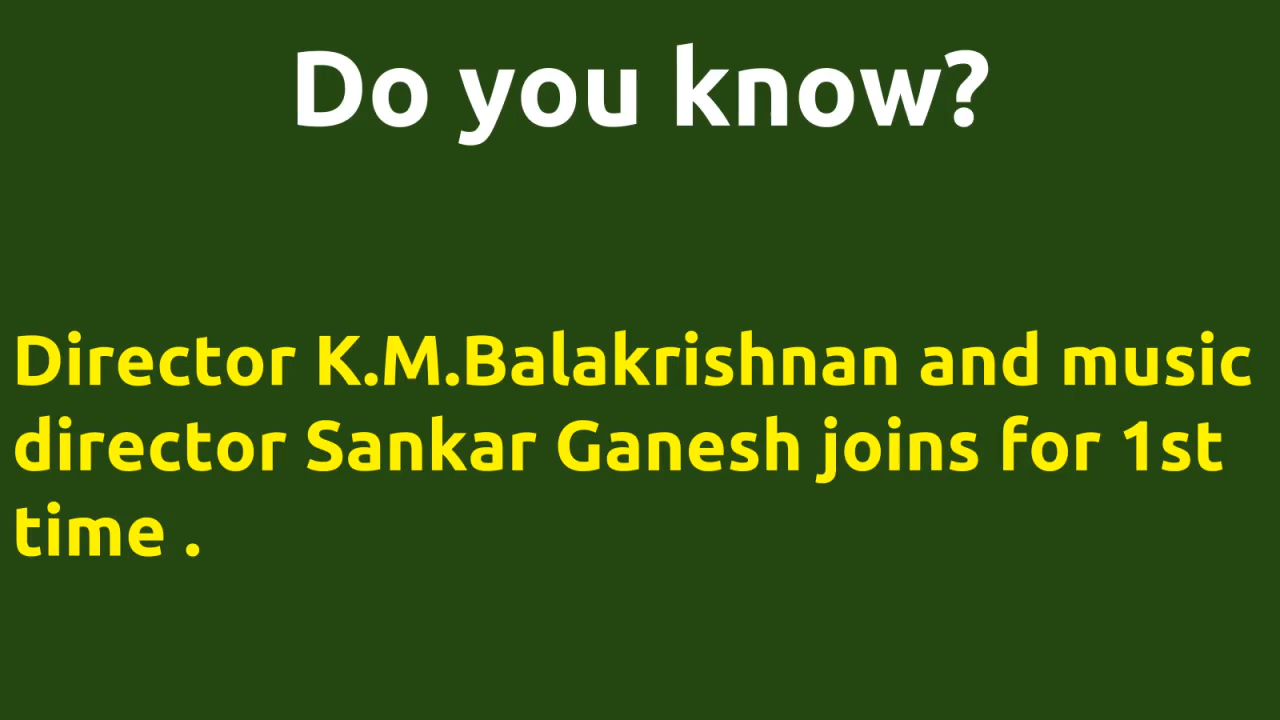 Do you know?
Director K.M.Balakrishnan and music
director Sankar Ganesh joins for 1st
time .